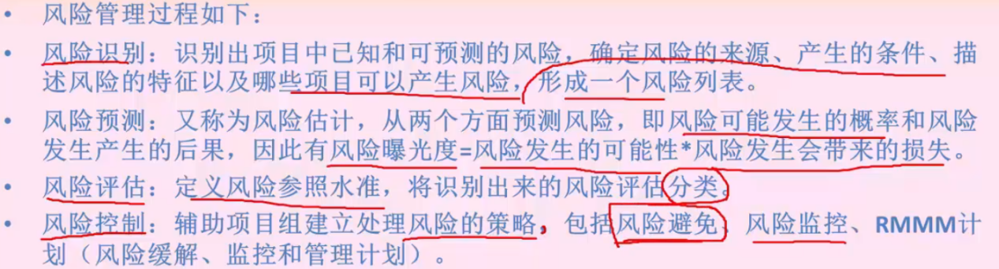 • 风险管理过程如下：
• 风险识别：识别出项目中已知和可预测的风险，确定风险的来源、产生的条件、描
述风险的特征以及哪些项目可以产生风险，形成一个风险列表。
• 风险预测：又称为风险估计，从两个方面预测风险，即风险可能发生的概率和风险
发生产生的后果，因此有风险曝光度=风险发生的可能性*风险发生会带来的损失。
• 风险评估：定义风险参照水准，将识别出来的风险评估分类。
• 风险控制：辅助项目组建立处理风险的策略，包括风险避免、风险监控、RMMM计
划（风险缓解、监控和管理计划）。